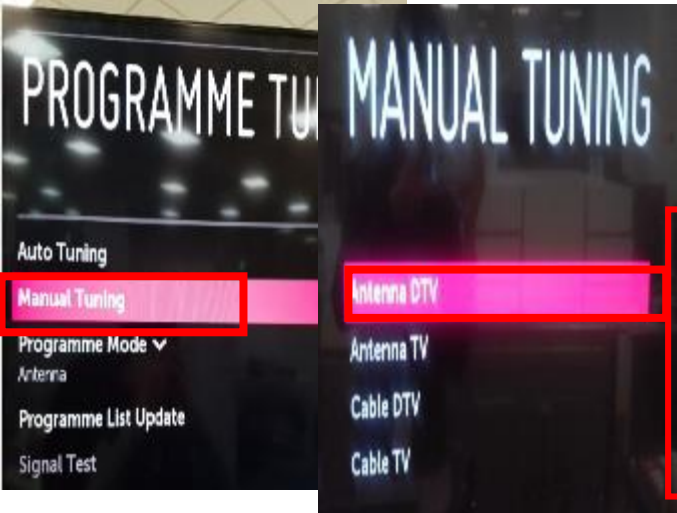 PROGRAMME TU
Auto Tuning
Manual Tuning
Programme Mode
Antenna
Programme List Update
Signal Test
MANUAL TUNING
Antenna DTV
Antenna TV
Cable DTV
Cable TV